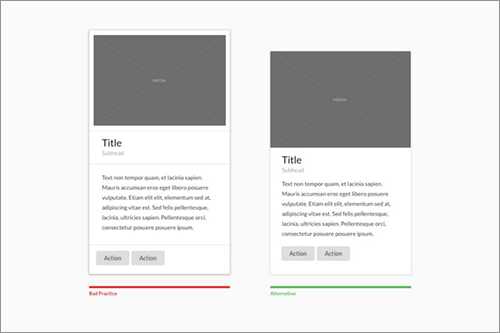 MEDIA
Title
Subhead
Text non tempor quam, et lacinia sapien.
Mauris accumsan eros eget libero posuere
vulputate. Etiam elit elit, elementum sed at,
adipiscing vitae est. Sed felis pellentesque,
lacinia, ultricies sapien. Pellentesque orci,
consectetur posuere posuere ipsum.
Action Action
Bad Practice
MEDIA
Title
Subhead
Text non tempor quam, et lacinia sapien.
Mauris accumsan eros eget libero posuere
vulputate. Etiam elit elit, elementum sed at,
adipiscing vitae est. Sed felis pellentesque,
lacinia, ultricies sapien. Pellentesque orci,
consectetur posuere posuere ipsum.
Action Action
Alternative